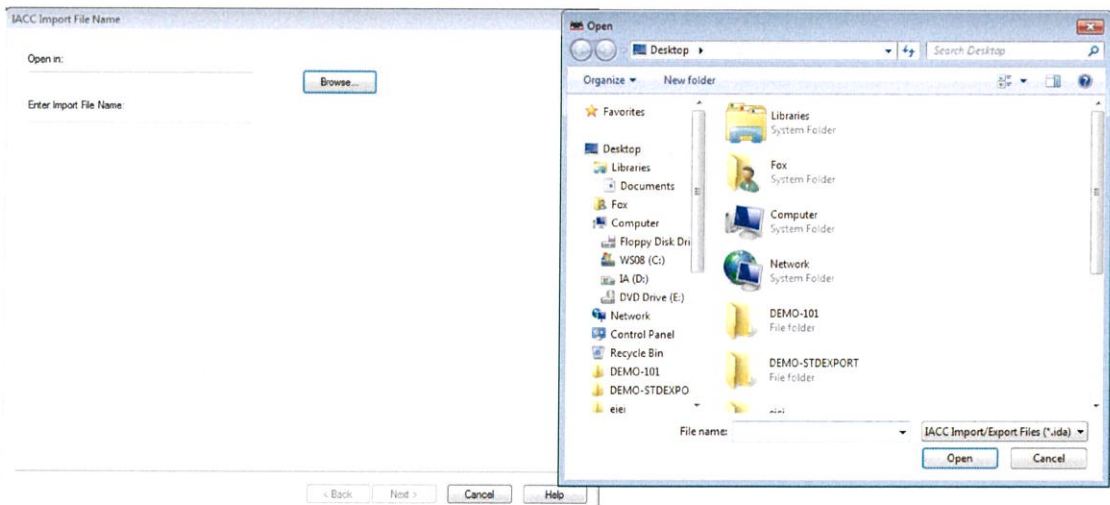 IACC Import File Name
Open in:
Browse...
Enter Import File Name:
< Back
Next >
Cancel
Help
Open
Desktop
Search Desktop
Organize
New folder
Favorites
Desktop
Libraries
Documents
Fox
Computer
Floppy Disk Dri
WS08 (C:)
IA (D:)
DVD Drive (E:)
Network
Control Panel
Recycle Bin
DEMO-101
DEMO-STDEXPO
eiei
Libraries
System Folder
Fox
System Folder
Computer
System Folder
Network
System Folder
DEMO-101
File folder
DEMO-STDEXPORT
File folder
eiei
File name:
IACC Import/Export Files (*.ida)
Open
Cancel